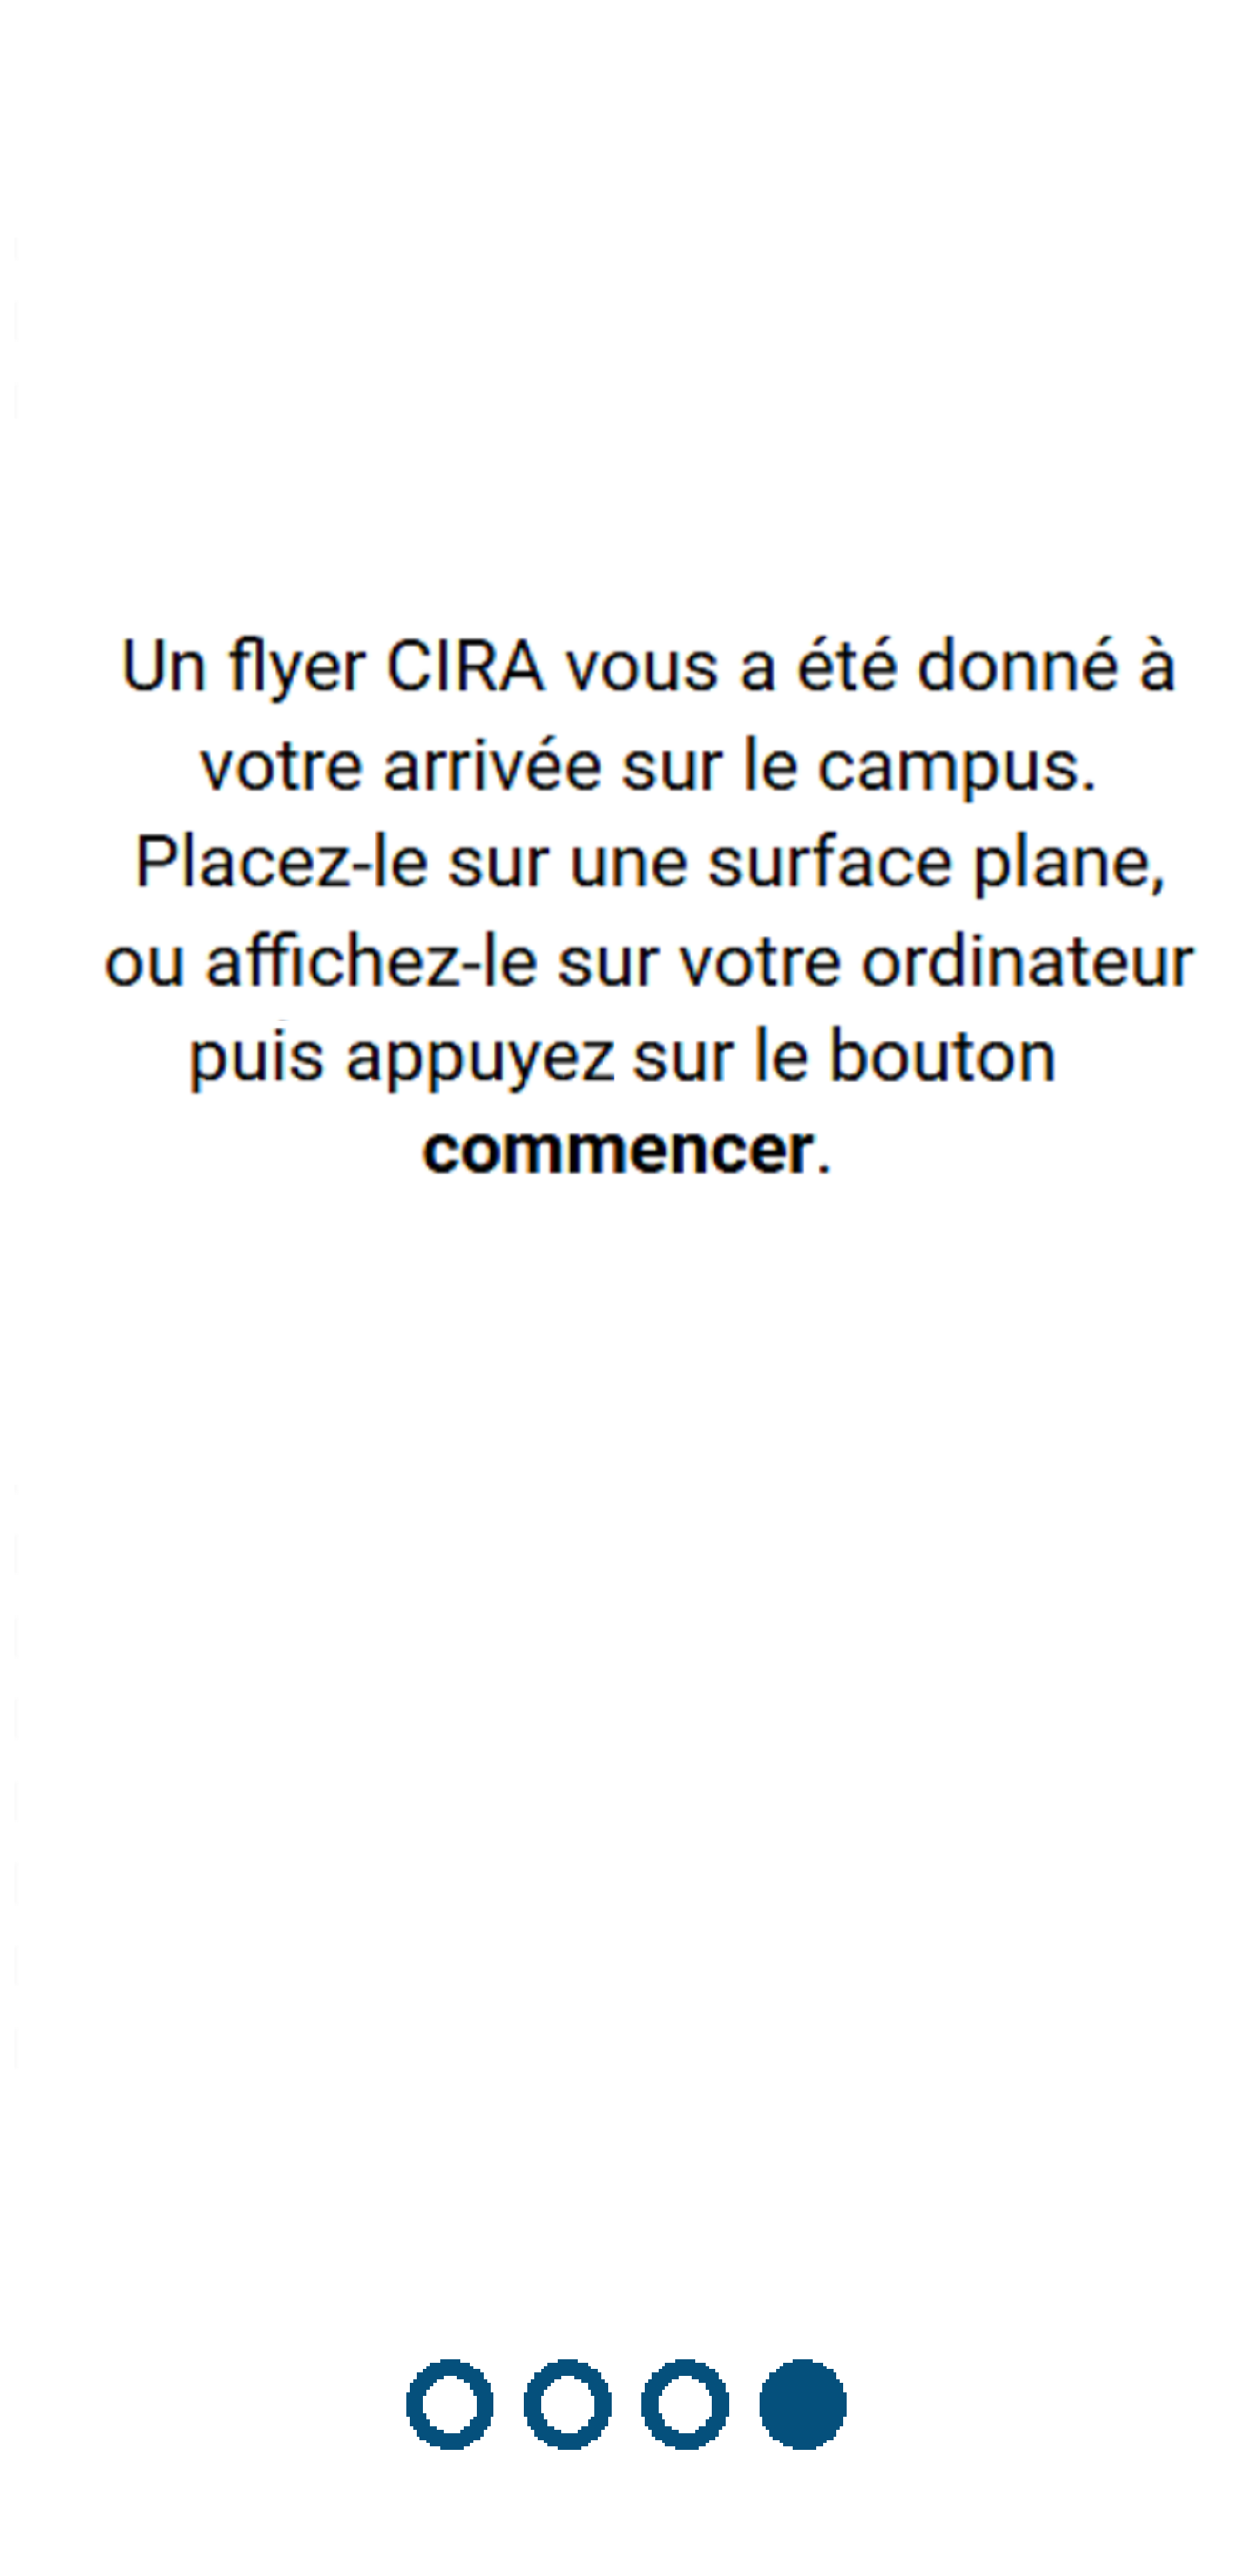 Un flyer CIRA vous a été donné à
votre arrivée sur le campus.
Placez-le sur une surface plane,
ou affichez-le sur votre ordinateur
puis appuyez sur le bouton
commencer.